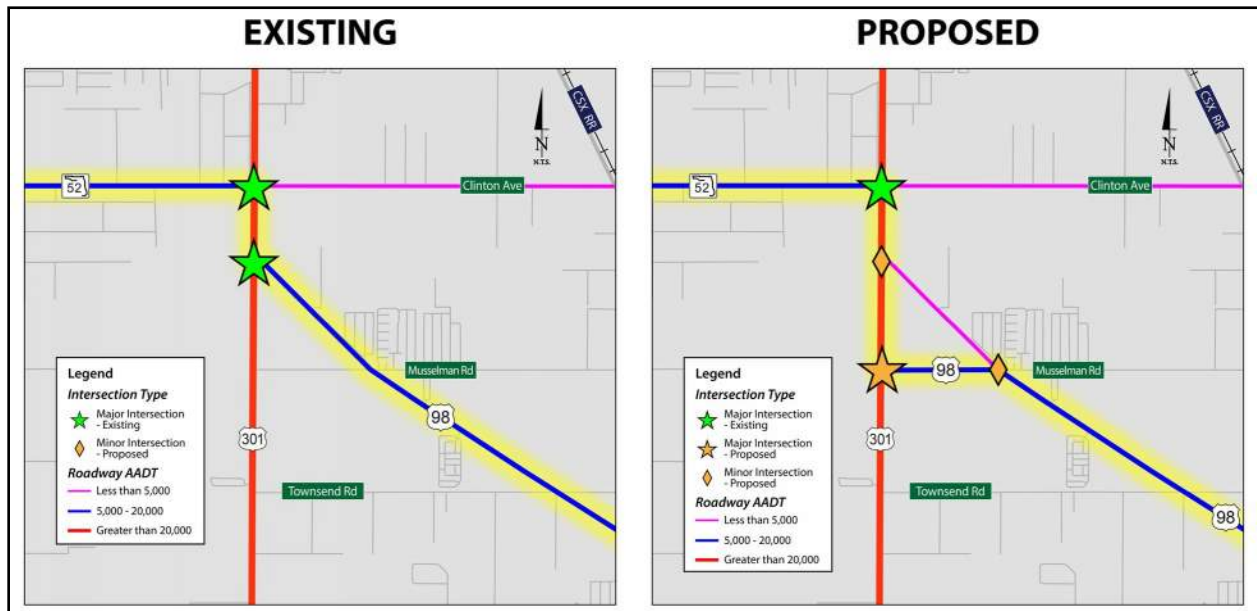 EXISTING
PROPOSED
CSX RR
N
N.T.S.
52
Clinton Ave
Musselman Rd
98
301
Townsend Rd
Legend
Intersection Type
Major Intersection
- Existing
Minor Intersection
- Proposed
Roadway AADT
Less than 5,000
5,000 - 20,000
Greater than 20,000
CSX RR
N
N.T.S.
52
Clinton Ave
98
Musselman Rd
301
Townsend Rd
98
Legend
Intersection Type
Major Intersection
- Existing
Major Intersection
- Proposed
Minor Intersection
- Proposed
Roadway AADT
Less than 5,000
5,000 - 20,000
Greater than 20,000